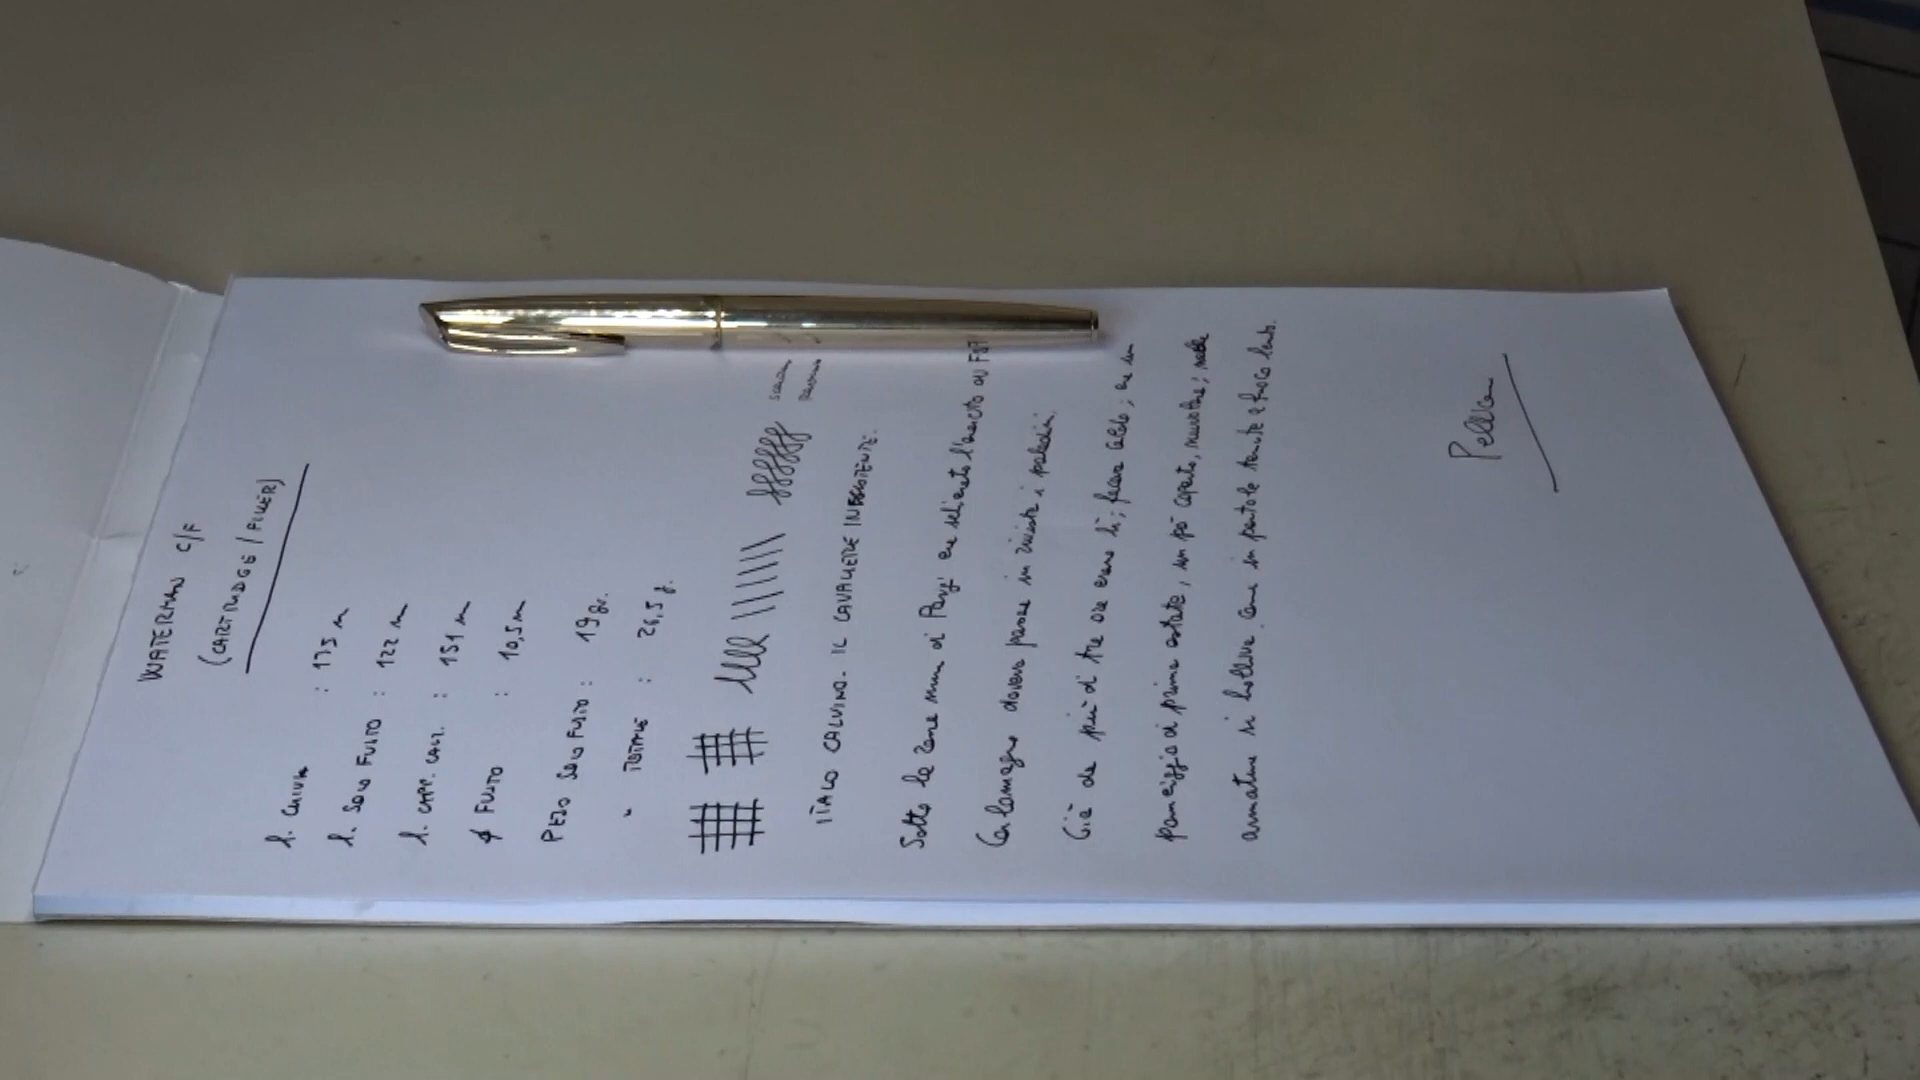 WATERMAN C/F
(CARTRIDGE / FILLER)
l. CHIUSA : 135 m
l. SOLO FUSTO : 122 m
l. CAPP. CALZ. : 151 m
ϕ FUSTO : 10,5 m
PESO SOLO FUSTO : 19 gr.
" TOTALE : 26,5 g.
ITALO CALVINO. IL CAVALIERE INESISTENTE.
Sotto le rosse mura di Parigi era schierato l'esercito di
Carlomagno doveva passare in rivista i paladini.
Già da più di tre ore erano lì; faceva caldo; era un
pomeriggio di prima estate, un po' coperto, nuvoloso; nelle
armature si bolliva come in pentole tenute a fuoco lento.